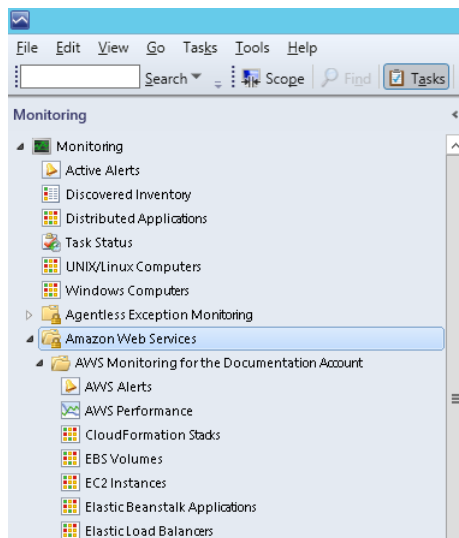 File Edit View Go Tasks Tools Help
Search Scope Find Tasks
Monitoring
Monitoring
Active Alerts
Discovered Inventory
Distributed Applications
Task Status
UNIX/Linux Computers
Windows Computers
Agentless Exception Monitoring
Amazon Web Services
AWS Monitoring for the Documentation Account
AWS Alerts
AWS Performance
CloudFormation Stacks
EBS Volumes
EC2 Instances
Elastic Beanstalk Applications
Elastic Load Balancers